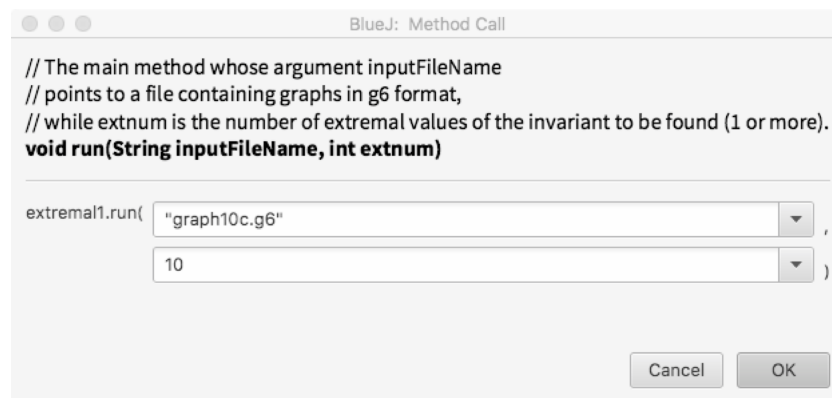 BlueJ: Method Call
// The main method whose argument inputFileName
// points to a file containing graphs in g6 format,
// while extnum is the number of extremal values of the invariant to be found (1 or more).
void run(String inputFileName, int extnum)
extremal1.run( "graph10c.g6" ,
10 )
Cancel OK